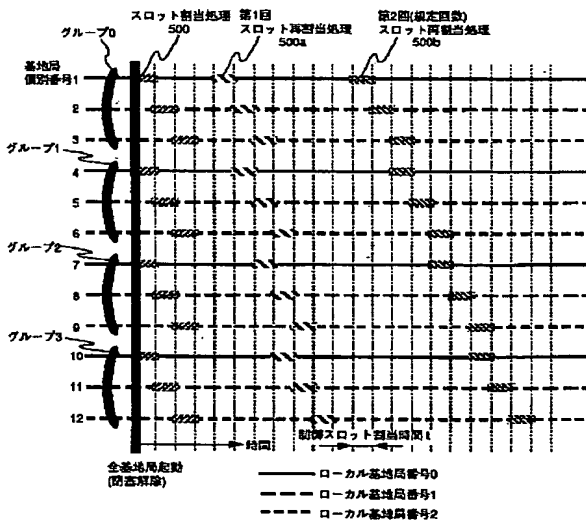 グループ0
スロット割当処理
500
第1回
スロット再割当処理
500a
第2回(規定回数)
スロット再割当処理
500b
基地局
個別番号1
2
3
グループ1
4
5
6
グループ2
7
8
9
グループ3
10
11
12
時間
制御スロット割当時間t
全基地局起動
(閉塞解除)
ローカル基地局番号0
ローカル基地局番号1
ローカル基地局番号2